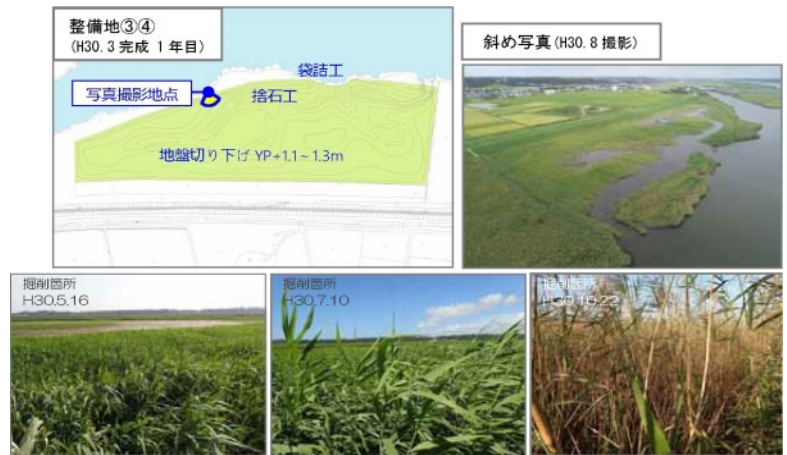 整備地③④
(H30.3 完成 1年目)
袋詰工
写真撮影地点
捨石工
地盤切り下げ YP+1.1~1.3m
斜め写真(H30.8 撮影)
掘削箇所
H30.5.16
掘削箇所
H30.7.10
掘削箇所
H30.10.22